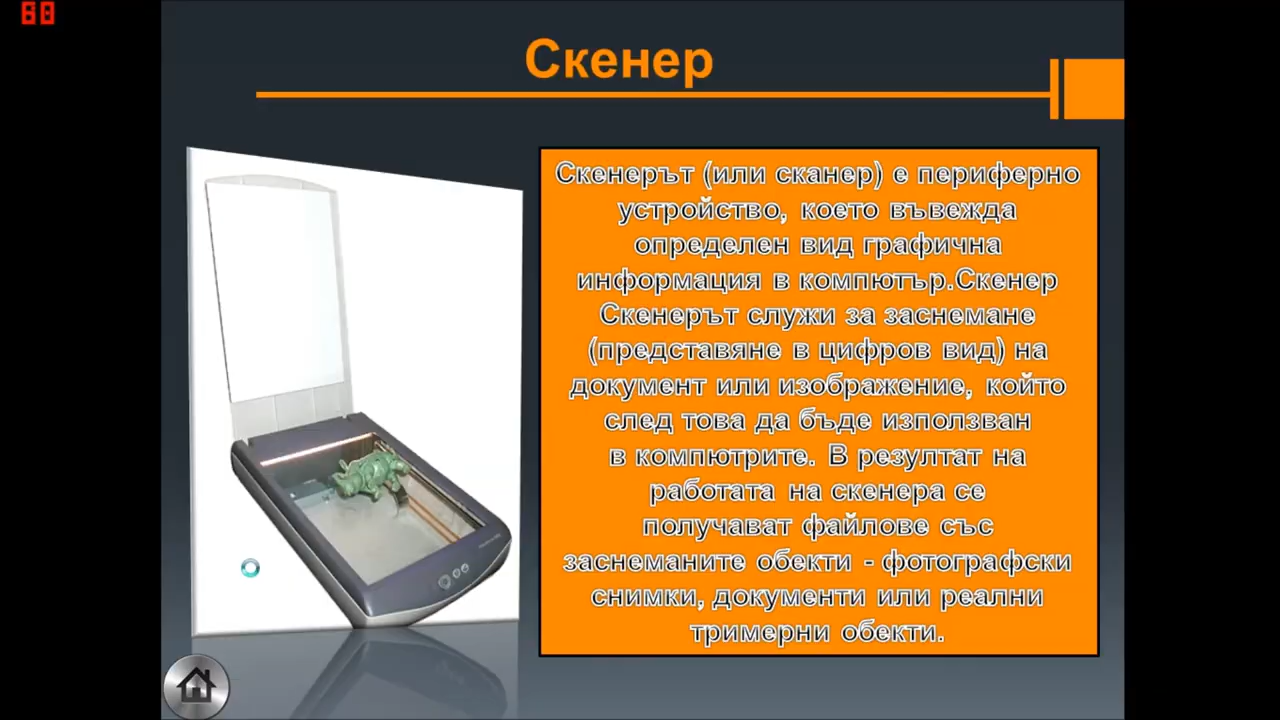 60
Скенер
Скенерът (или сканер) е периферно
устройство, което въвежда
определен вид графична
информация в компютър.Скенер
Скенерът служи за заснемане
(представяне в цифров вид) на
документ или изображение, който
след това да бъде използван
в компютрите. В резултат на
работата на скенера се
получават файлове със
заснеманите обекти - фотографски
снимки, документи или реални
тримерни обекти.